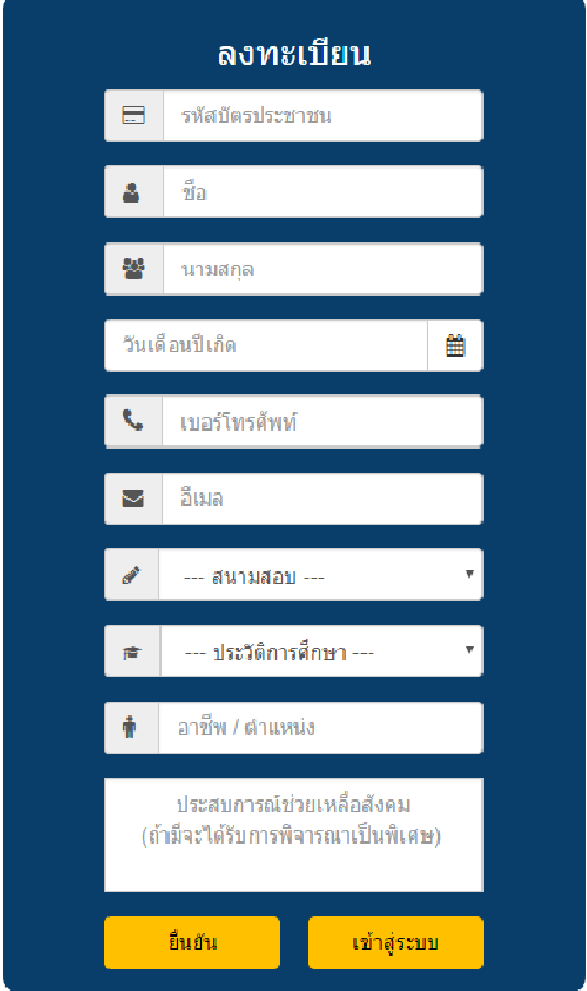 ลงทะเบียน
รหัสบัตรประชาชน
ชื่อ
นามสกุล
วันเดือนปีเกิด
เบอร์โทรศัพท์
อีเมล
--- สนามสอบ ---
--- ประวัติการศึกษา ---
อาชีพ / ตำแหน่ง
ประสบการณ์ช่วยเหลือสังคม
(ถ้ามีจะได้รับการพิจารณาเป็นพิเศษ)
ยืนยัน เข้าสู่ระบบ